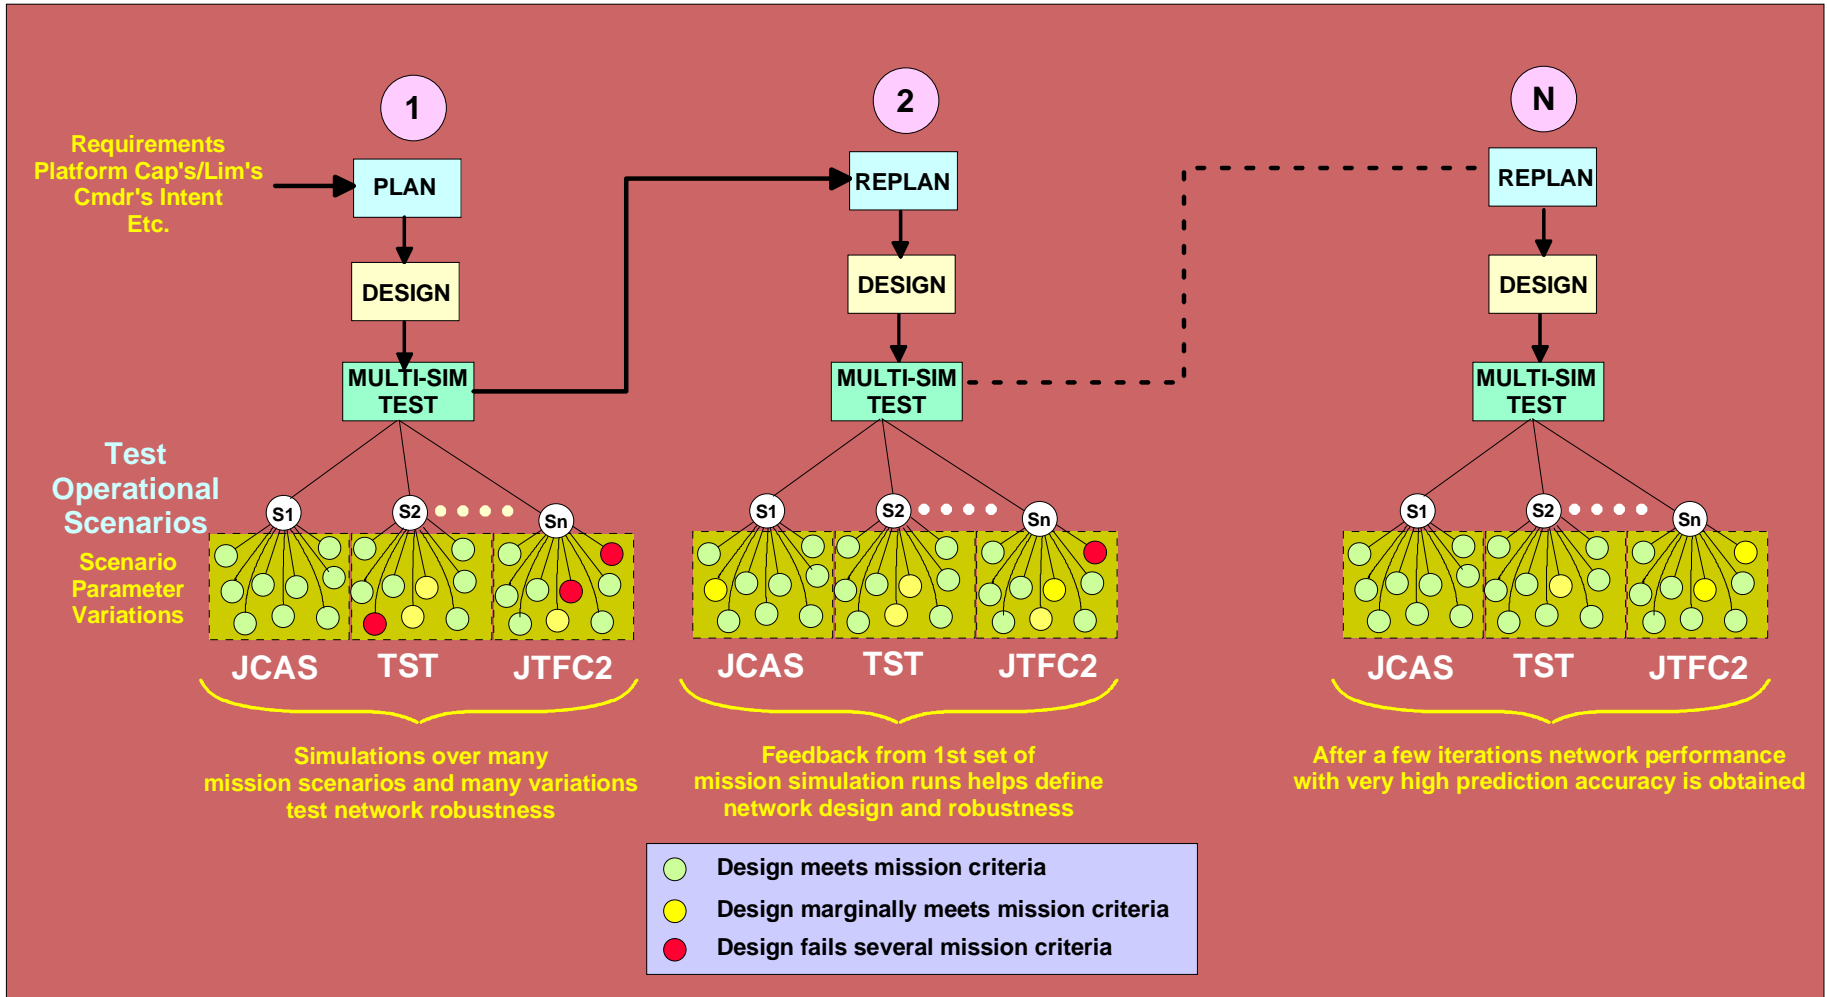 1
2
N
Requirements
Platform Cap's/Lim's
Cmdr's Intent
Etc.
PLAN
REPLAN
REPLAN
DESIGN
DESIGN
DESIGN
MULTI-SIM
TEST
MULTI-SIM
TEST
MULTI-SIM
TEST
Test
Operational
Scenarios
S1
S2
Sn
S1
S2
Sn
S1
S2
Sn
Scenario
Parameter
Variations
JCAS
TST
JTFC2
JCAS
TST
JTFC2
JCAS
TST
JTFC2
Simulations over many
mission scenarios and many variations
test network robustness
Feedback from 1st set of
mission simulation runs helps define
network design and robustness
After a few iterations network performance
with very high prediction accuracy is obtained
Design meets mission criteria
Design marginally meets mission criteria
Design fails several mission criteria